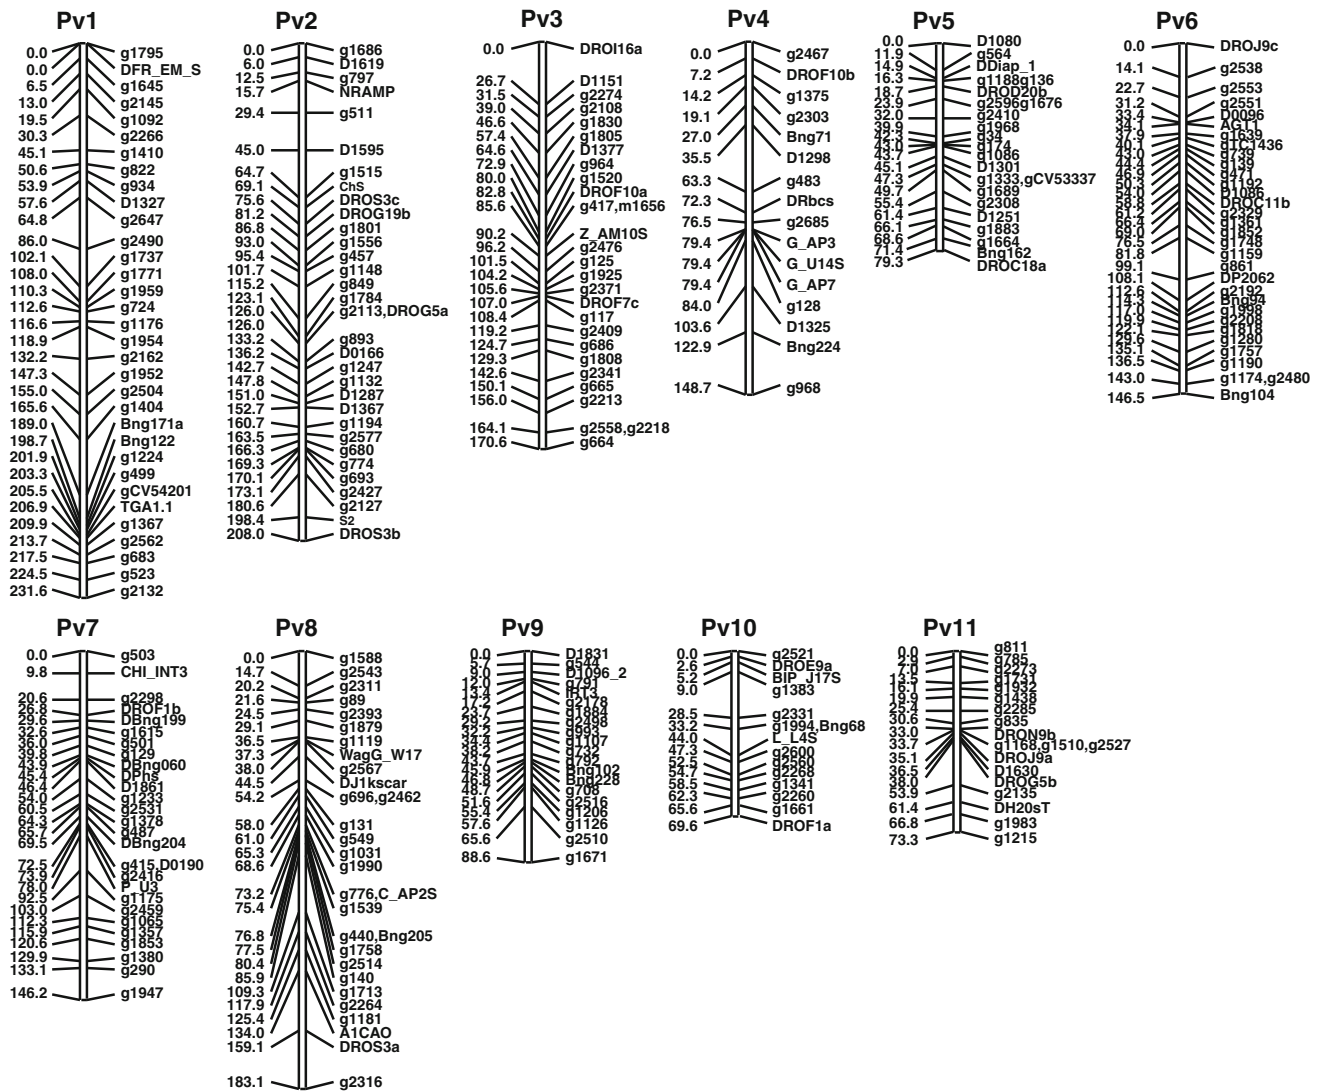 Pv1
0.0 g1795
0.0 DFR_EM_S
6.5 g1645
13.0 g2145
19.5 g1092
30.3 g2266
45.1 g1410
50.6 g822
53.9 g934
57.6 D1327
64.8 g2647
86.0 g2490
102.1 g1737
108.0 g1771
110.3 g1959
112.6 g724
116.6 g1176
118.9 g1954
132.2 g2162
147.3 g1952
155.0 g2504
165.6 g1404
189.0 Bng171a
198.7 Bng122
201.9 g1224
203.3 g499
205.5 gCV54201
206.9 TGA1.1
209.9 g1367
213.7 g2562
217.5 g683
224.5 g523
231.6 g2132
Pv2
0.0 g1686
6.0 D1619
12.5 g797
15.7 NRAMP
29.4 g511
45.0 D1595
64.7 g1515
69.1 ChS
75.6 DROS3c
81.2 DROG19b
86.8 g1801
93.0 g1556
95.4 g457
101.7 g1148
115.2 g849
123.1 g1784
126.0 g2113,DROG5a
126.0
133.2 g893
136.2 D0166
142.7 g1247
147.8 g1132
151.0 D1287
152.7 D1367
160.7 g1194
163.5 g2577
166.3 g680
169.3 g774
170.1 g693
173.1 g2427
180.6 g2127
198.4 S2
208.0 DROS3b
Pv3
0.0 DROI16a
26.7 D1151
31.5 g2274
39.0 g2108
46.6 g1830
57.4 g1805
64.6 D1377
72.9 g964
80.0 g1520
82.8 DROF10a
85.6 g417,m1656
90.2 Z_AM10S
96.2 g2476
101.5 g125
104.2 g1925
105.6 g2371
107.0 DROF7c
108.4 g117
119.2 g2409
124.7 g686
129.3 g1808
142.6 g2341
150.1 g665
156.0 g2213
164.1 g2558,g2218
170.6 g664
Pv4
0.0 g2467
7.2 DROF10b
14.2 g1375
19.1 g2303
27.0 Bng71
35.5 D1298
63.3 g483
72.3 DRbcs
76.5 g2685
79.4 G_AP3
79.4 G_U14S
79.4 G_AP7
84.0 g128
103.6 D1325
122.9 Bng224
148.7 g968
Pv5
0.0 D1080
11.9 g564
14.9 DDiap_1
16.3 g1188g136
18.7 DROD20b
23.9 g2596g1676
32.0 g2410
39.9 g1968
42.3 g34
43.0 g174
43.7 g1086
45.1 D1301
47.3 g1333,gCV53337
49.7 g1689
55.4 g2308
61.4 D1251
66.1 g1883
68.6 g1664
71.4 Bng162
79.3 DROC18a
Pv6
0.0 DROJ9c
14.1 g2538
22.7 g2553
31.2 g2551
33.4 D0096
34.1 AGT1
37.9 g1639
40.1 g1C1436
43.0 g739
44.4 g139
46.9 g471
50.3 g1192
54.0 D1086
58.8 DROC11b
61.2 g2329
66.4 g1361
69.0 g1852
76.5 g1748
81.8 g1159
99.1 g861
108.1 DP2062
112.6 g2192
114.3 Bng94
117.0 g1998
119.9 g2208
122.1 g1818
129.6 g1280
135.1 g1757
136.5 g1190
143.0 g1174,g2480
146.5 Bng104
Pv7
0.0 g503
9.8 CHI_INT3
20.6 g2298
26.8 DROF1b
29.6 DBng199
32.6 g1615
36.0 g501
39.8 g129
43.9 DBng060
45.4 DPhs
46.4 D1861
54.0 g1233
60.5 g2531
64.3 g1378
65.7 g487
69.5 DBng204
72.5 g415,D0190
73.9 g2416
78.0 P_U3
92.5 g1175
103.0 g2459
112.3 g1065
115.9 g1357
120.6 g1853
129.9 g1380
133.1 g290
146.2 g1947
Pv8
0.0 g1588
14.7 g2543
20.2 g2311
21.6 g89
24.5 g2393
29.1 g1879
36.5 g1119
37.3 WagG_W17
38.0 g2567
44.5 DJ1kscar
54.2 g696,g2462
58.0 g131
61.0 g549
65.3 g1031
68.6 g1990
73.2 g776,C_AP2S
75.4 g1539
76.8 g440,Bng205
77.5 g1758
80.4 g2514
85.9 g140
109.3 g1713
117.9 g2264
125.4 g1181
134.0 A1CAO
159.1 DROS3a
183.1 g2316
Pv9
0.0 D1831
5.7 g544
9.0 D1096_2
12.0 g791
13.4 IRT3
17.2 g2178
23.7 g1884
29.2 g2498
32.2 g993
34.4 g1107
38.2 g732
43.7 g792
45.9 Bng102
46.8 Bng228
48.7 g708
51.6 g2516
55.4 g1206
57.6 g1126
65.6 g2510
88.6 g1671
Pv10
0.0 g2521
2.6 DROE9a
5.2 BIP_J17S
9.0 g1383
28.5 g2331
33.2 g1994,Bng68
44.0 L_L4S
47.3 g2600
52.5 g2560
54.7 g2268
58.5 g1341
62.3 g2260
65.6 g1661
69.6 DROF1a
Pv11
0.0 g811
2.9 g785
7.0 g2273
13.5 g1731
16.1 g1932
19.9 g1438
25.4 g2285
30.6 g835
33.0 DRON9b
33.7 g1168,g1510,g2527
35.1 DROJ9a
36.5 D1630
38.0 DROG5b
53.9 g2135
61.4 DH20sT
66.8 g1983
73.3 g1215